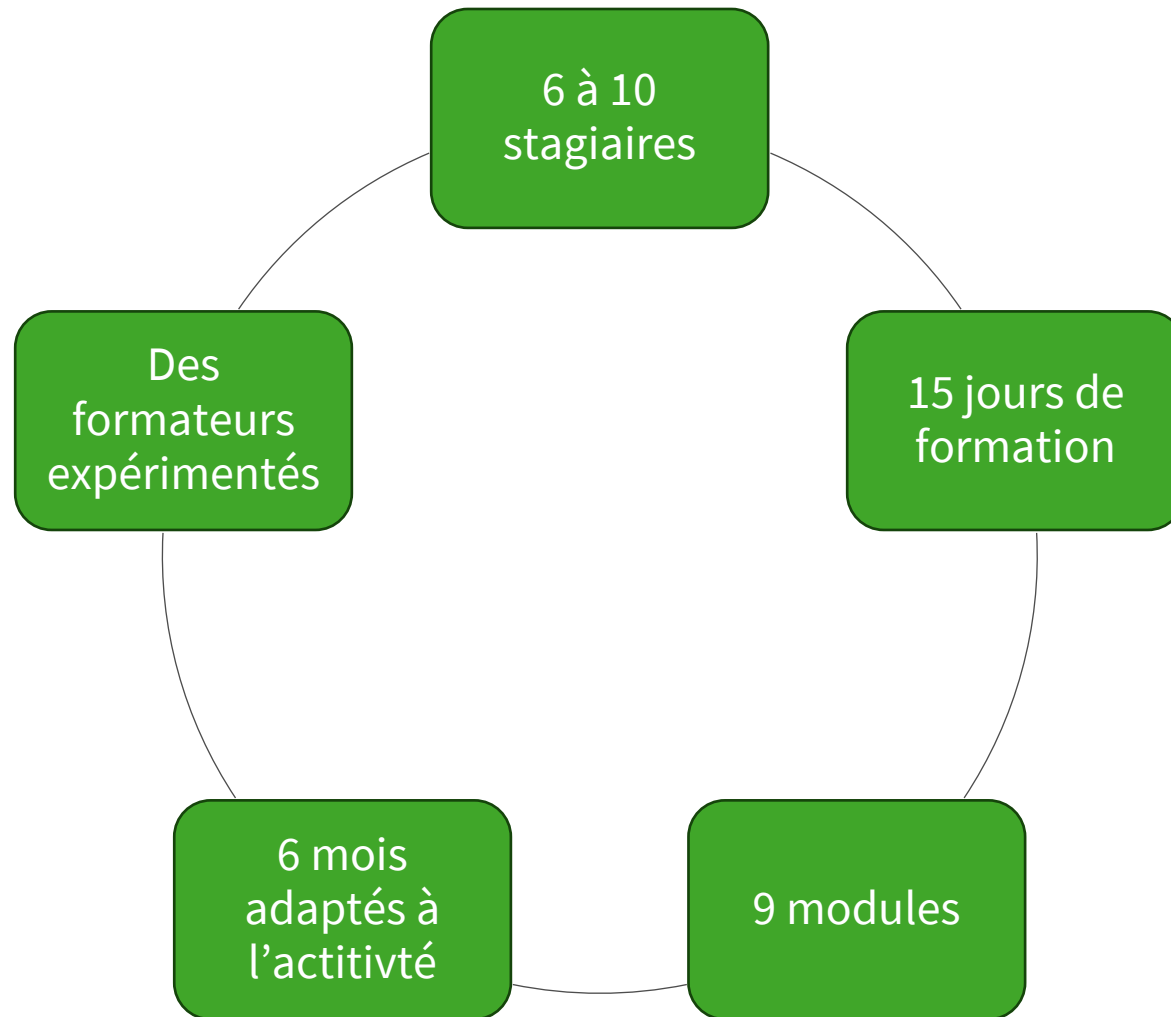 6 à 10
stagiaires
Des
formateurs
expérimentés
15 jours de
formation
6 mois
adaptés à
l’actitivté
9 modules